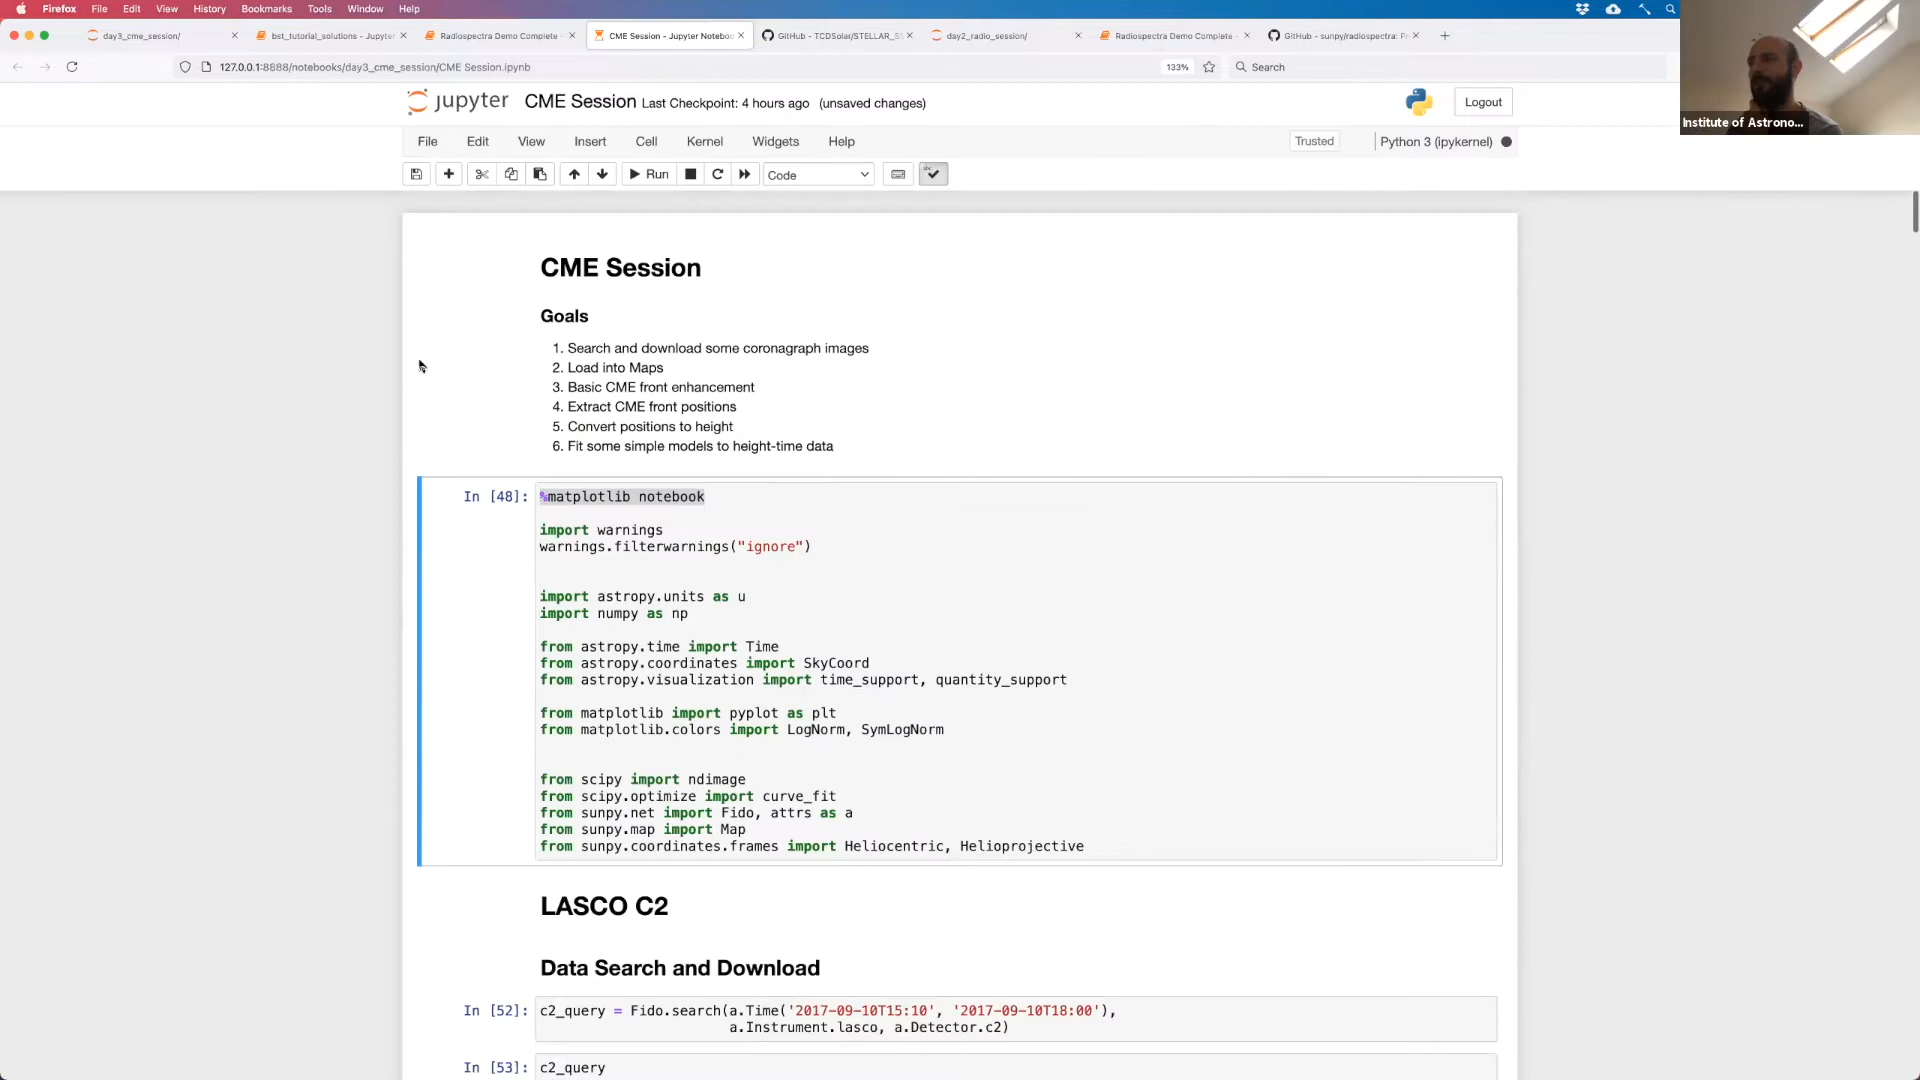 Firefox File Edit View History Bookmarks Tools Window Help
day3_cme_session/ bst_tutorial_solutions - Jupyter Radiospectra Demo Complete - CME Session - Jupyter Noteboo GitHub - TCDSolar/STELLAR_S day2_radio_session/ Radiospectra Demo Complete - GitHub - sunpy/radiospectra: Pr
127.0.0.1:8888/notebooks/day3_cme_session/CME Session.ipynb 133% Search
Institute of Astrono...
jupyter CME Session Last Checkpoint: 4 hours ago (unsaved changes) Logout
File Edit View Insert Cell Kernel Widgets Help Trusted Python 3 (ipykernel)
Run Code
CME Session
Goals
1. Search and download some coronagraph images
2. Load into Maps
3. Basic CME front enhancement
4. Extract CME front positions
5. Convert positions to height
6. Fit some simple models to height-time data
In [48]: %matplotlib notebook
import warnings
warnings.filterwarnings("ignore")
import astropy.units as u
import numpy as np
from astropy.time import Time
from astropy.coordinates import SkyCoord
from astropy.visualization import time_support, quantity_support
from matplotlib import pyplot as plt
from matplotlib.colors import LogNorm, SymLogNorm
from scipy import ndimage
from scipy.optimize import curve_fit
from sunpy.net import Fido, attrs as a
from sunpy.map import Map
from sunpy.coordinates.frames import Heliocentric, Helioprojective
LASCO C2
Data Search and Download
In [52]: c2_query = Fido.search(a.Time('2017-09-10T15:10', '2017-09-10T18:00'),
a.Instrument.lasco, a.Detector.c2)
In [53]: c2_query